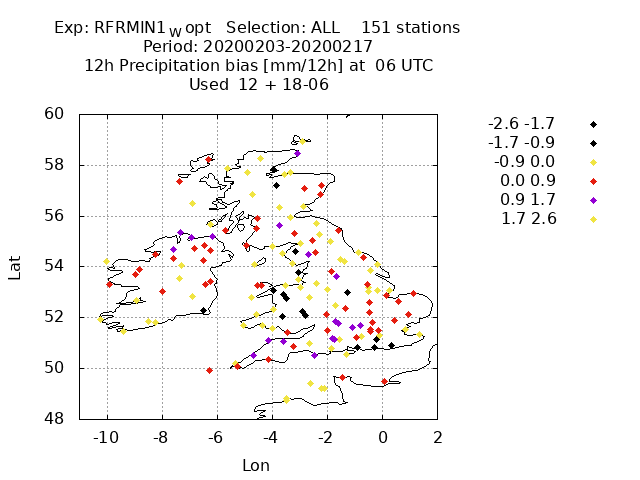 Exp: RFRMIN1W opt Selection: ALL 151 stations
Period: 20200203-20200217
12h Precipitation bias [mm/12h] at 06 UTC
Used 12 + 18-06
60
58
56
54
52
50
48
-10 -8 -6 -4 -2 0 2
Lat
Lon
-2.6 -1.7
-1.7 -0.9
-0.9 0.0
0.0 0.9
0.9 1.7
1.7 2.6